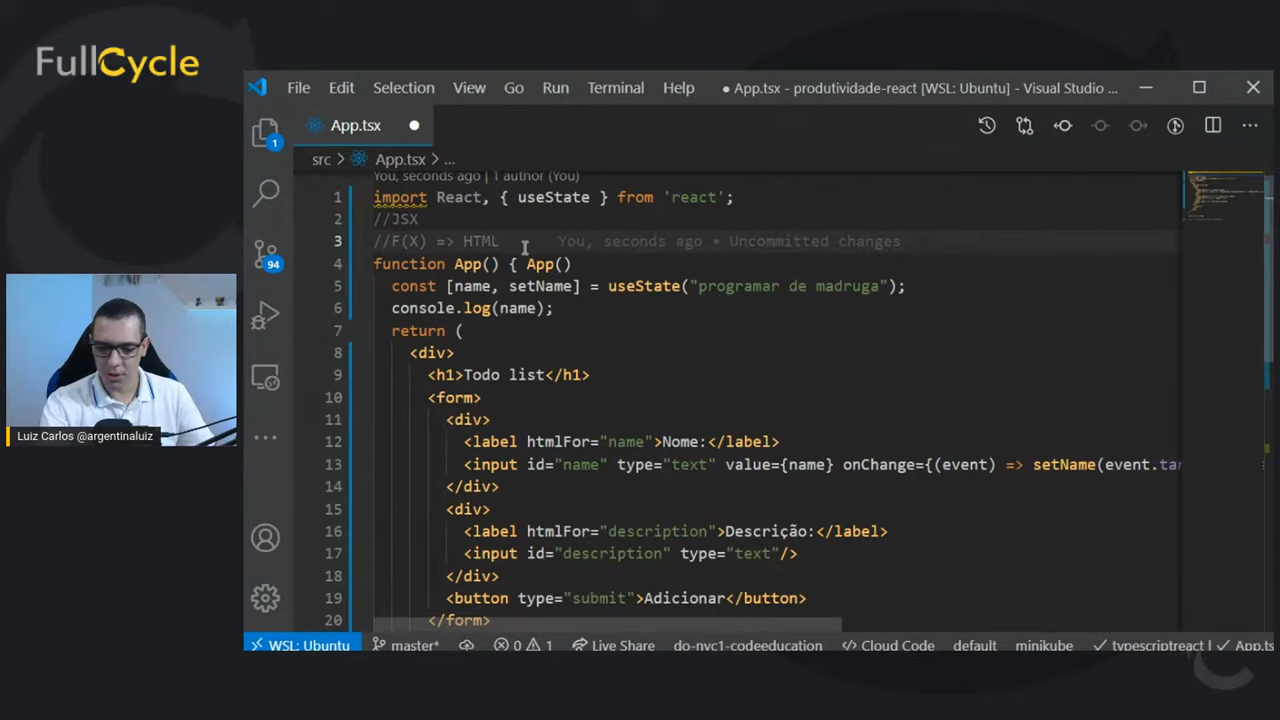 FullCycle
File Edit Selection View Go Run Terminal Help
● App.tsx - produtividade-react [WSL: Ubuntu] - Visual Studio ...
App.tsx
src > App.tsx > ...
You, seconds ago | 1 author (You)
1 import React, { useState } from 'react';
2 //JSX
3 //F(X) => HTML You, seconds ago • Uncommitted changes
4 function App() { App()
5 const [name, setName] = useState("programar de madruga");
6 console.log(name);
7 return (
8 <div>
9 <h1>Todo list</h1>
10 <form>
11 <div>
12 <label htmlFor="name">Nome:</label>
13 <input id="name" type="text" value={name} onChange={(event) => setName(event.tar
14 </div>
15 <div>
16 <label htmlFor="description">Descrição:</label>
17 <input id="description" type="text"/>
18 </div>
19 <button type="submit">Adicionar</button>
20 </form>
1
94
Luiz Carlos @argentinaluiz
WSL: Ubuntu master* 0 1 Live Share do-nyc1-codeeducation Cloud Code default minikube typescriptreact App.ts